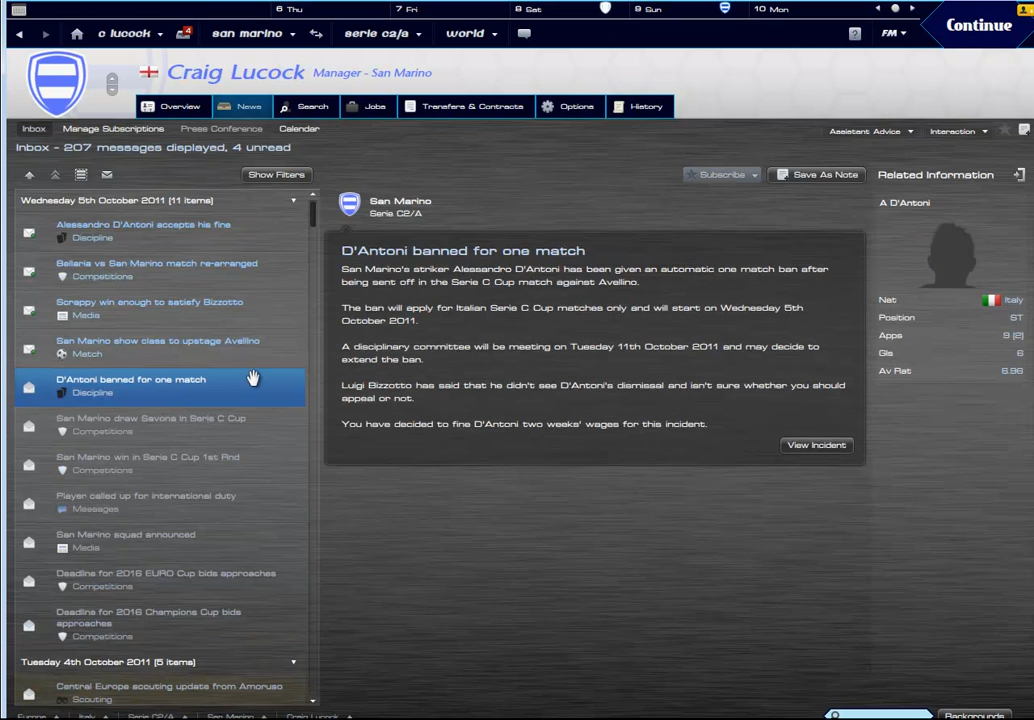 6 Thu 7 Fri 8 Sat 9 Sun 10 Mon
c lucock 4 san marino serie c2/a world ? FM Continue
Craig Lucock Manager - San Marino
Overview News Search Jobs Transfers & Contracts Options History
Inbox Manage Subscriptions Press Conference Calendar Assistant Advice Interaction
Inbox - 207 messages displayed, 4 unread
Show Filters Subscribe Save As Note Related Information
Wednesday 5th October 2011 (11 items)
Alessandro D'Antoni accepts his fine
Discipline
Bellaria vs San Marino match re-arranged
Competitions
Scrappy win enough to satisfy Bizzotto
Media
San Marino show class to upstage Avellino
Match
D'Antoni banned for one match
Discipline
San Marino draw Savona in Serie C Cup
Competitions
San Marino win in Serie C Cup 1st Rnd
Competitions
Player called up for international duty
Messages
San Marino squad announced
Media
Deadline for 2016 EURO Cup bids approaches
Competitions
Deadline for 2016 Champions Cup bids
approaches
Competitions
Tuesday 4th October 2011 (5 items)
Central Europe scouting update from Amoruso
Scouting
San Marino
Serie C2/A
D'Antoni banned for one match
San Marino's striker Alessandro D'Antoni has been given an automatic one match ban after
being sent off in the Serie C Cup match against Avellino.
The ban will apply for Italian Serie C Cup matches only and will start on Wednesday 5th
October 2011.
A disciplinary committee will be meeting on Tuesday 11th October 2011 and may decide to
extend the ban.
Luigi Bizzotto has said that he didn't see D'Antoni's dismissal and isn't sure whether you should
appeal or not.
You have decided to fine D'Antoni two weeks' wages for this incident.
View Incident
A D'Antoni
Nat Italy
Position ST
Apps 9 (2)
Gls 6
Av Rat 6.96
Europe Italy Serie C2/A San Marino Craig Lucock Backgrounds